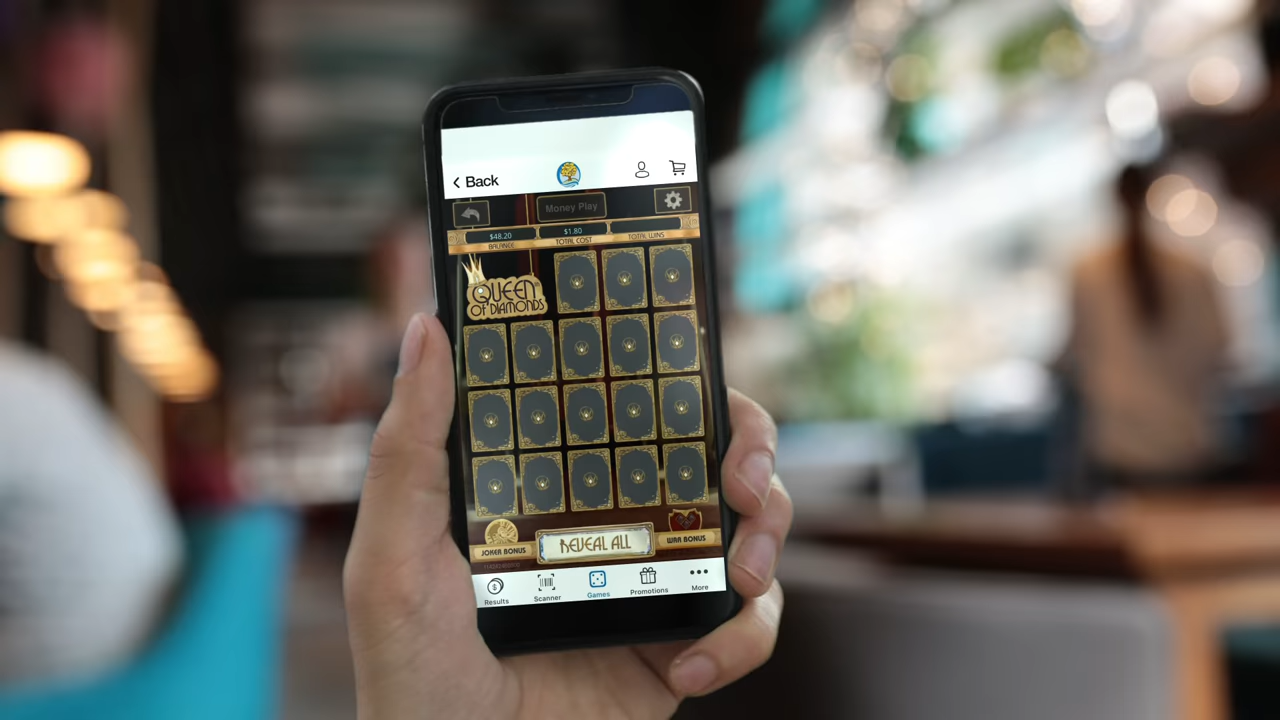 Back
Money Play
$48.20 $1.80
BALANCE TOTAL COST TOTAL WINS
QUEEN
OF DIAMONDS
JOKER BONUS REVEAL ALL WAR BONUS
Results Scanner Games Promotions More